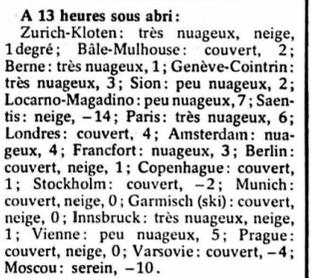 A 13 heures sous abri :
Zurich-Kloten : très nuageux, neige,
1 degré ; Bâle-Mulhouse : couvert, 2 ;
Berne : très nuageux, 1 ; Genève-Cointrin :
très nuageux, 3 ; Sion : peu nuageux, 2 ;
Locarno-Magadino : peu nuageux, 7 ; Saen-
tis : neige, -14 ; Paris : très nuageux, 6 ;
Londres : couvert, 4 ; Amsterdam : nua-
geux, 4 ; Francfort : nuageux, 3 ; Berlin :
couvert, neige, 1 ; Copenhague : couvert,
1 ; Stockholm : couvert, -2 ; Munich :
couvert, neige, 0 ; Garmisch (ski) : couvert,
neige, 0 ; Innsbruck : très nuageux, neige,
1 ; Vienne : peu nuageux, 5 ; Prague :
couvert, neige, 0 ; Varsovie : couvert, -4 ;
Moscou : serein, -10.